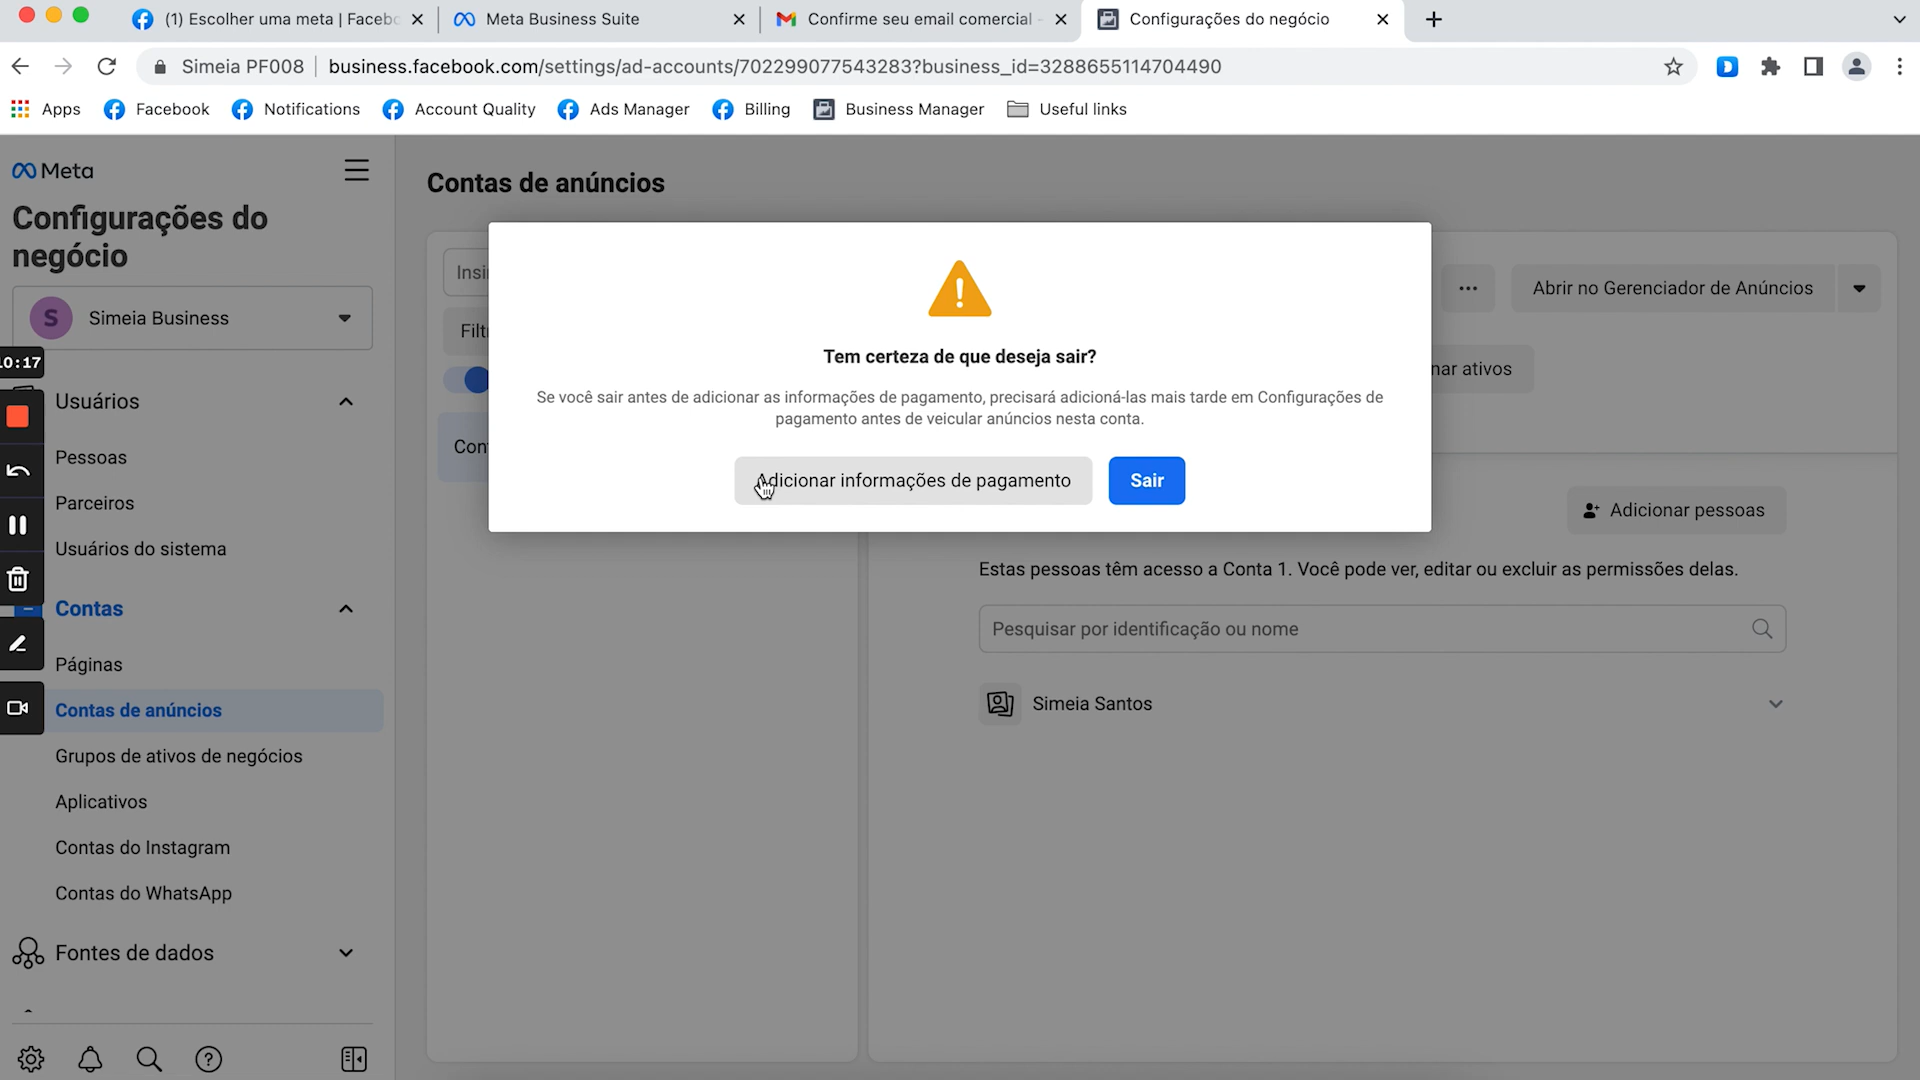 (1) Escolher uma meta | Facebo
Meta Business Suite
Confirme seu email comercial -
Configurações do negócio
Simeia PF008
business.facebook.com/settings/ad-accounts/702299077543283?business_id=3288655114704490
Apps
Facebook
Notifications
Account Quality
Ads Manager
Billing
Business Manager
Useful links
Meta
Configurações do
negócio
S
Simeia Business
10:17
Usuários
Pessoas
Parceiros
Usuários do sistema
Contas
Páginas
Contas de anúncios
Grupos de ativos de negócios
Aplicativos
Contas do Instagram
Contas do WhatsApp
Fontes de dados
Contas de anúncios
Insi
Filt
Con
Abrir no Gerenciador de Anúncios
nar ativos
Tem certeza de que deseja sair?
Se você sair antes de adicionar as informações de pagamento, precisará adicioná-las mais tarde em Configurações de
pagamento antes de veicular anúncios nesta conta.
Adicionar informações de pagamento
Sair
Adicionar pessoas
Estas pessoas têm acesso a Conta 1. Você pode ver, editar ou excluir as permissões delas.
Pesquisar por identificação ou nome
Simeia Santos